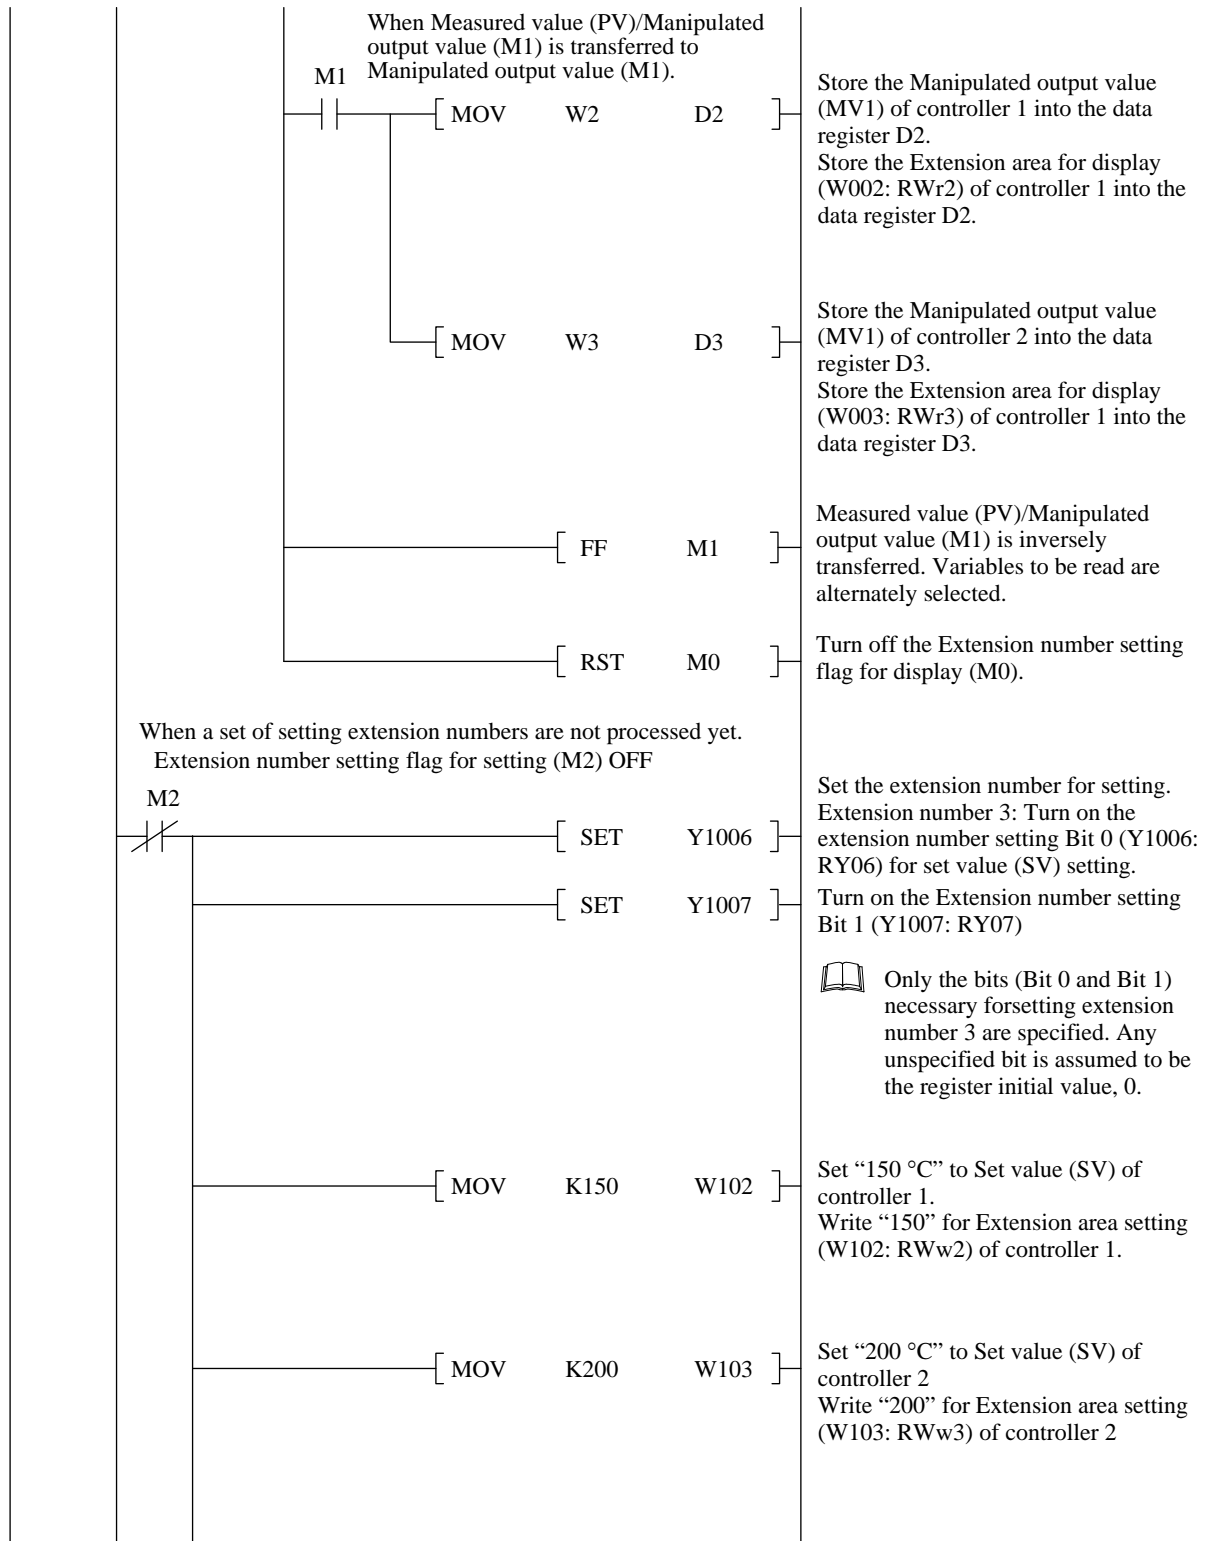 When Measured value (PV)/Manipulated
output value (M1) is transferred to
Manipulated output value (M1).
M1
MOV W2 D2
Store the Manipulated output value
(MV1) of controller 1 into the data
register D2.
Store the Extension area for display
(W002: RWr2) of controller 1 into the
data register D2.
MOV W3 D3
Store the Manipulated output value
(MV1) of controller 2 into the data
register D3.
Store the Extension area for display
(W003: RWr3) of controller 1 into the
data register D3.
FF M1
Measured value (PV)/Manipulated
output value (M1) is inversely
transferred. Variables to be read are
alternately selected.
RST M0
Turn off the Extension number setting
flag for display (M0).
When a set of setting extension numbers are not processed yet.
Extension number setting flag for setting (M2) OFF
M2
SET Y1006
Set the extension number for setting.
Extension number 3: Turn on the
extension number setting Bit 0 (Y1006:
RY06) for set value (SV) setting.
SET Y1007
Turn on the Extension number setting
Bit 1 (Y1007: RY07)
Only the bits (Bit 0 and Bit 1)
necessary forsetting extension
number 3 are specified. Any
unspecified bit is assumed to be
the register initial value, 0.
MOV K150 W102
Set “150 °C” to Set value (SV) of
controller 1.
Write “150” for Extension area setting
(W102: RWw2) of controller 1.
MOV K200 W103
Set “200 °C” to Set value (SV) of
controller 2
Write “200” for Extension area setting
(W103: RWw3) of controller 2